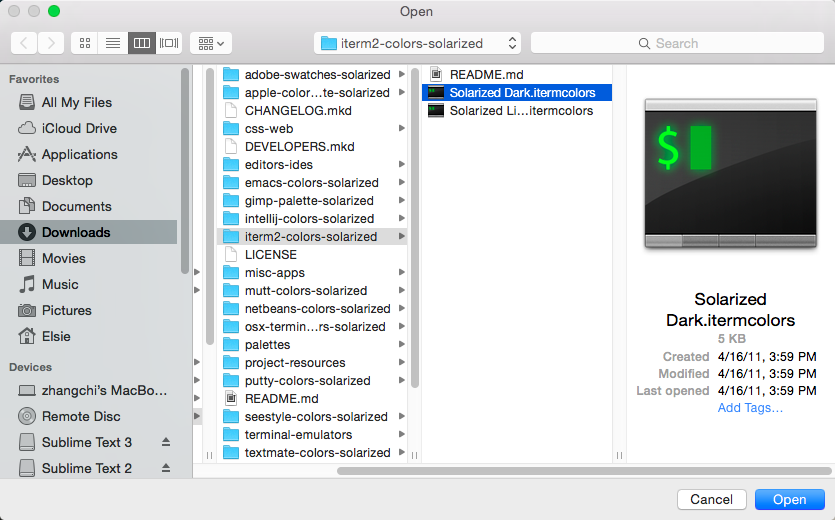 Open
iterm2-colors-solarized
Search
Favorites
All My Files
iCloud Drive
Applications
Desktop
Documents
Downloads
Movies
Music
Pictures
Elsie
Devices
zhangchi's MacBo...
Remote Disc
Sublime Text 3
Sublime Text 2
adobe-swatches-solarized
apple-color...te-solarized
CHANGELOG.mkd
css-web
DEVELOPERS.mkd
editors-ides
emacs-colors-solarized
gimp-palette-solarized
intellij-colors-solarized
iterm2-colors-solarized
LICENSE
misc-apps
mutt-colors-solarized
netbeans-colors-solarized
osx-termin...rs-solarized
palettes
project-resources
putty-colors-solarized
README.md
seestyle-colors-solarized
terminal-emulators
textmate-colors-solarized
README.md
Solarized Dark.itermcolors
Solarized Li...itermcolors
$
Solarized
Dark.itermcolors
5 KB
Created 4/16/11, 3:59 PM
Modified 4/16/11, 3:59 PM
Last opened 4/16/11, 3:59 PM
Add Tags...
Cancel
Open